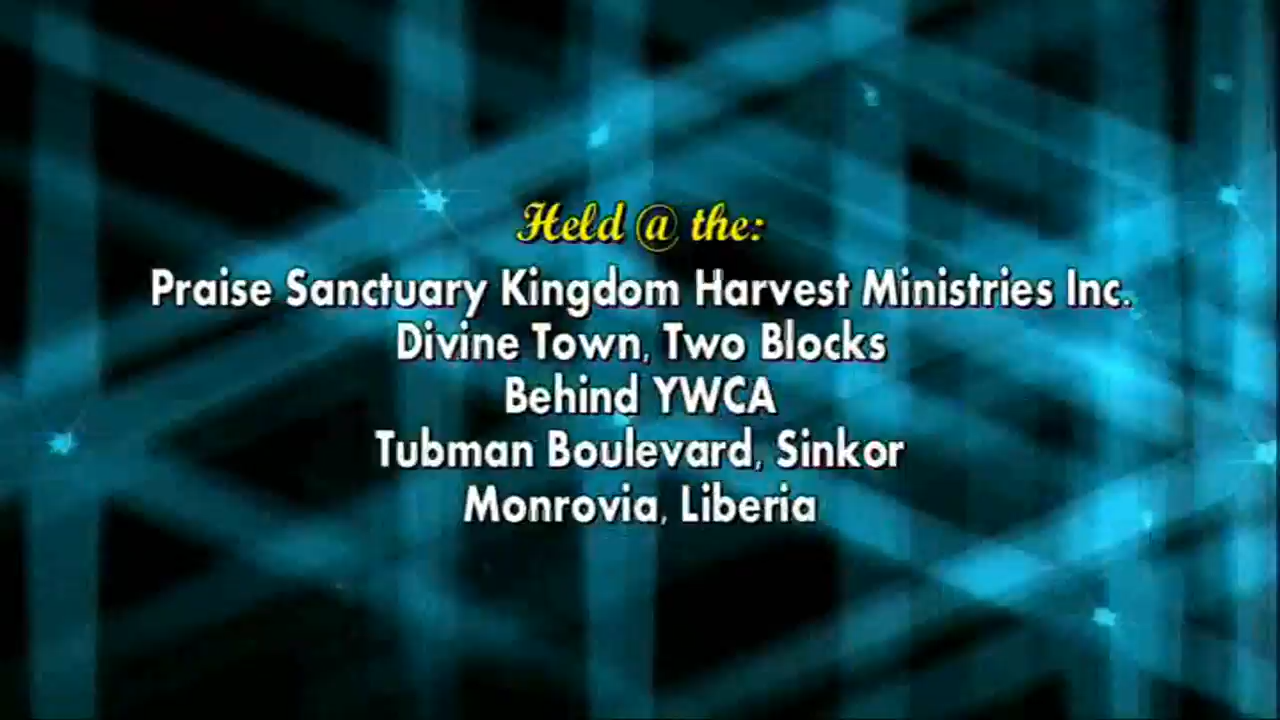 Held @ the:
Praise Sanctuary Kingdom Harvest Ministries Inc.
Divine Town, Two Blocks
Behind YWCA
Tubman Boulevard, Sinkor
Monrovia, Liberia